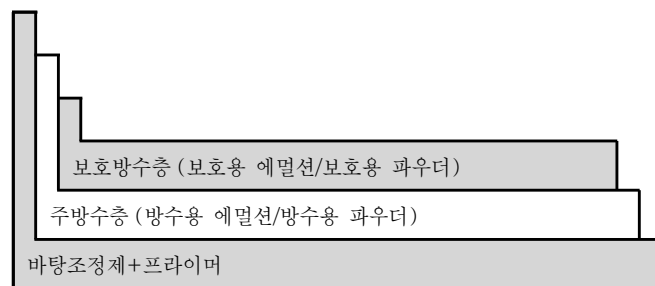 보호방수층(보호용 에멀션/보호용 파우더)
주방수층(방수용 에멀션/방수용 파우더)
바탕조정제+프라이머